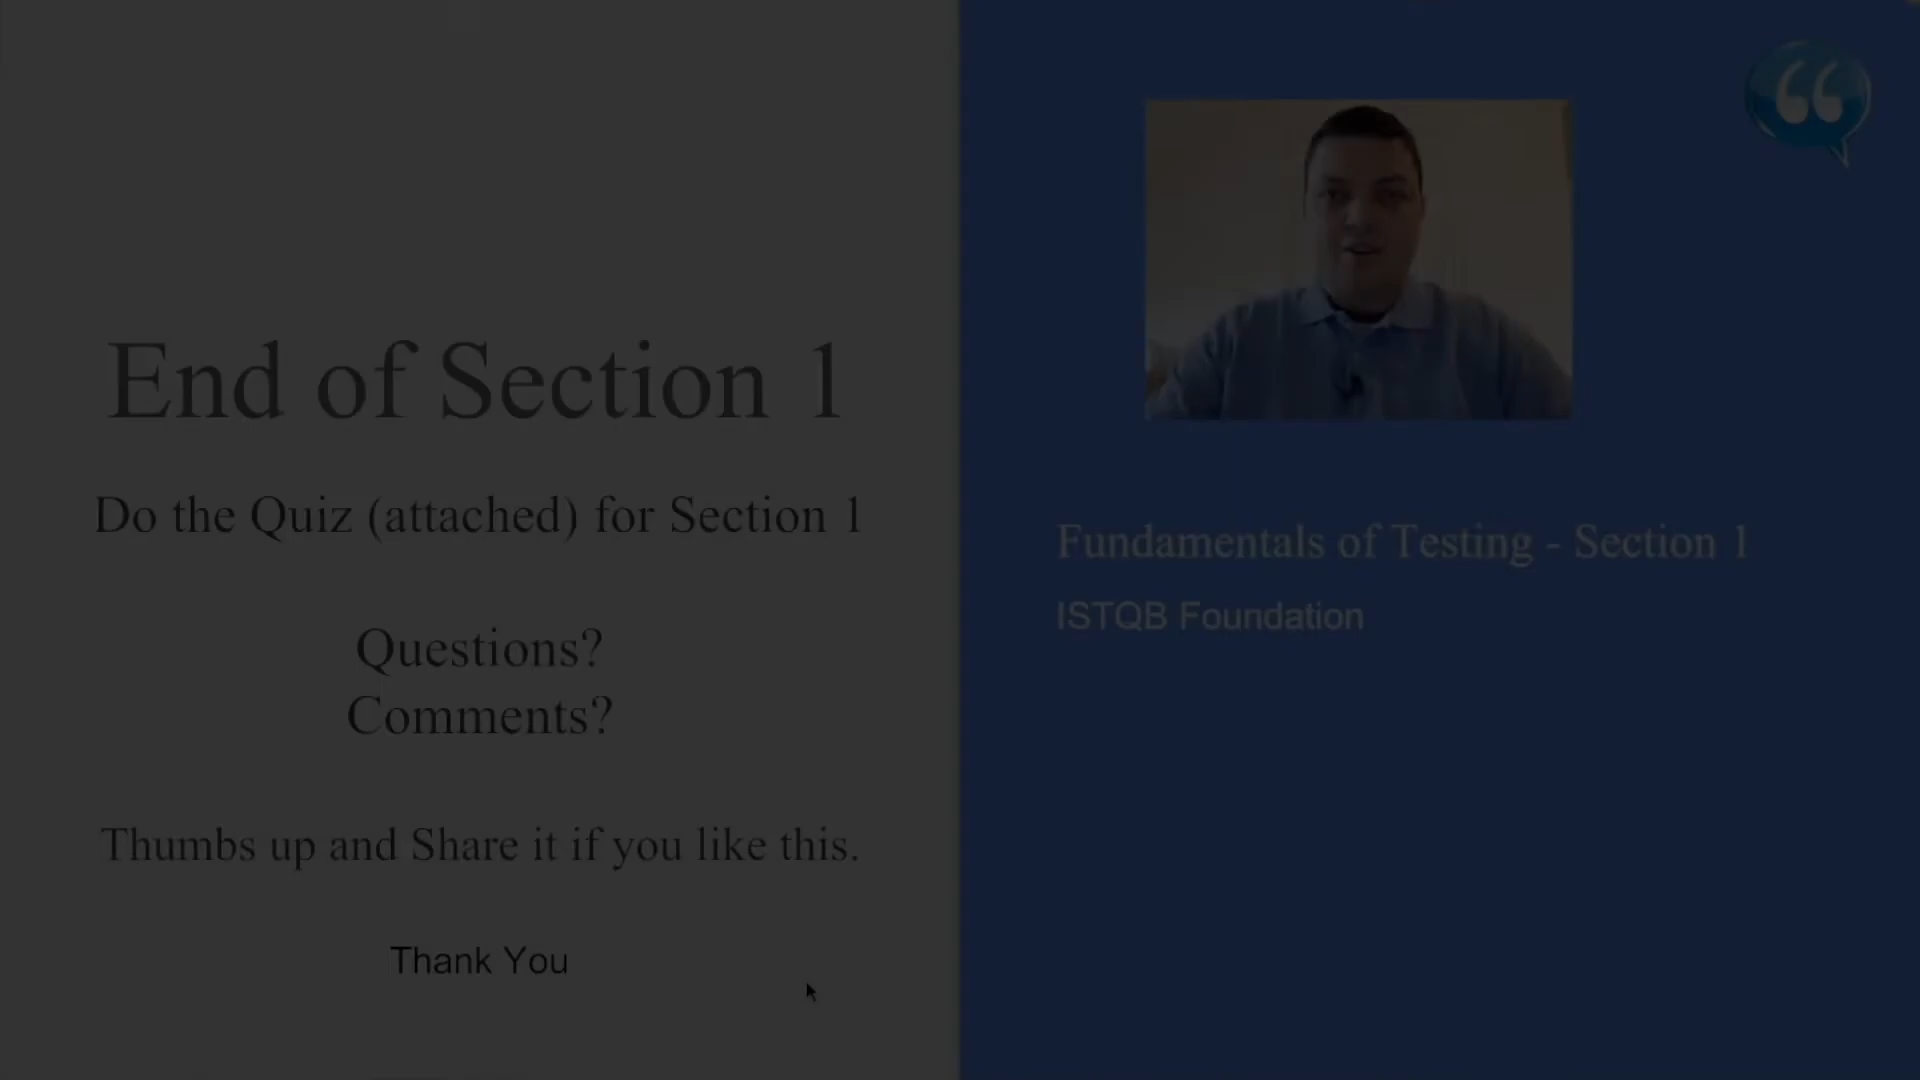 End of Section 1
Do the Quiz (attached) for Section 1
Questions?
Comments?
Thumbs up and Share it if you like this.
Thank You
Fundamentals of Testing - Section 1
ISTQB Foundation